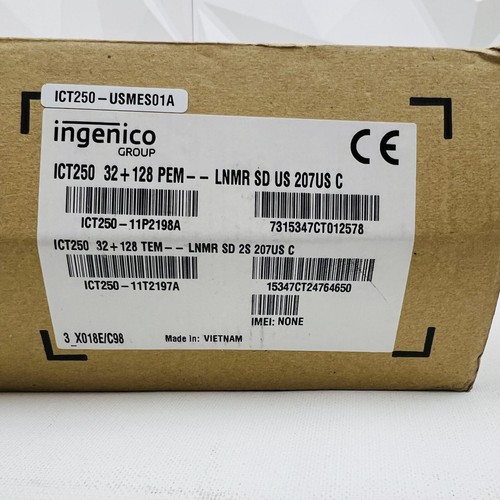 ICT250-USMES01A
ingenico
GROUP
CE
ICT250 32+128 PEM-- LNMR SD US 207US C
ICT250-11P2198A 7315347CT012578
ICT250 32+128 TEM-- LNMR SD 2S 207US C
ICT250-11T2197A 15347CT24764650
IMEI: NONE
3_X018E/C98 Made in: VIETNAM